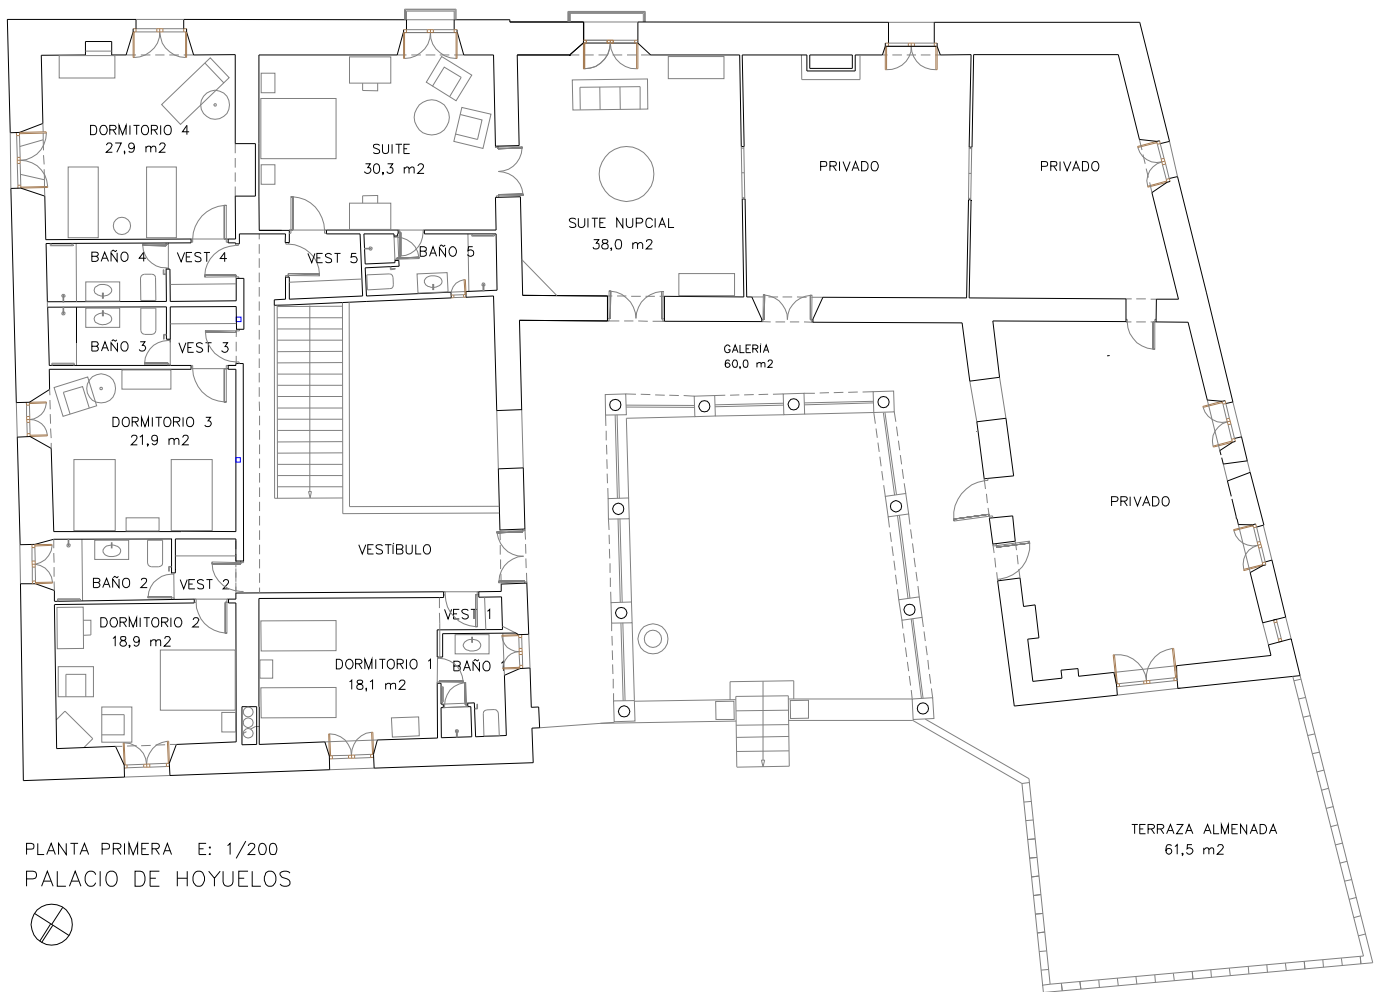 DORMITORIO 4
27,9 m2
SUITE
30,3 m2
SUITE NUPCIAL
38,0 m2
PRIVADO
PRIVADO
BAÑO 4
VEST 4
VEST 5
BAÑO 5
BAÑO 3
VEST 3
GALERÍA
60,0 m2
DORMITORIO 3
21,9 m2
PRIVADO
VESTÍBULO
BAÑO 2
VEST 2
DORMITORIO 2
18,9 m2
VEST 1
DORMITORIO 1
18,1 m2
BAÑO 1
TERRAZA ALMENADA
61,5 m2
PLANTA PRIMERA E: 1/200
PALACIO DE HOYUELOS